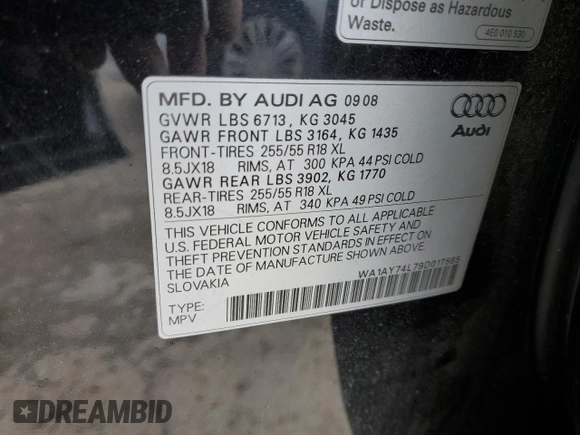 or Dispose as Hazardous
Waste.
4E0 010 530
MFD. BY AUDI AG 09 08
GVWR LBS 6713, KG 3045
GAWR FRONT LBS 3164, KG 1435
FRONT-TIRES 255/55 R18 XL
8.5JX18 RIMS, AT 300 KPA 44 PSI COLD
GAWR REAR LBS 3902, KG 1770
REAR-TIRES 255/55 R18 XL
8.5JX18 RIMS, AT 340 KPA 49 PSI COLD
Audi
THIS VEHICLE CONFORMS TO ALL APPLICABLE
U.S. FEDERAL MOTOR VEHICLE SAFETY AND
THEFT PREVENTION STANDARDS IN EFFECT ON
THE DATE OF MANUFACTURE SHOWN ABOVE.
SLOVAKIA
WA1AY74L79D017565
TYPE:
MPV
DREAMBID